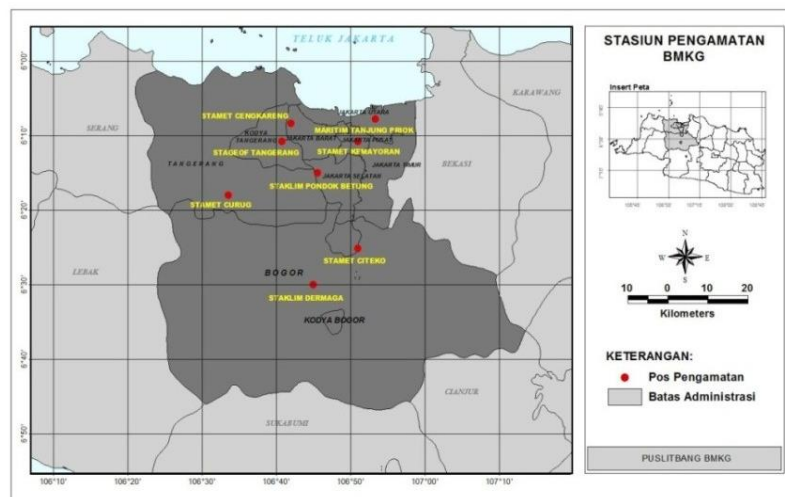 TELUK JAKARTA
KARAWANG
SERANG
STAMET CENGKARENG
JAKARTA UTARA
MARITIM TANJUNG PRIOK
KODYA
TANGERANG
JAKARTA BARAT
JAKARTA PUSAT
STAGEOF TANGERANG
STAMET KEMAYORAN
TANGERANG
JAKARTA TIMUR
BEKASI
JAKARTA SELATAN
STAKLIM PONDOK BETUNG
STAMET CURUG
LEBAK
STAMET CITEKO
BOGOR
STAKLIM DERMAGA
KODYA BOGOR
CIANJUR
SUKABUMI
6°00'
6°10'
6°20'
6°30'
6°40'
6°50'
106°10'
106°20'
106°30'
106°40'
106°50'
107°00'
107°10'
STASIUN PENGAMATAN
BMKG
Insert Peta
N
W E
S
10 0 10 20
Kilometers
KETERANGAN:
Pos Pengamatan
Batas Administrasi
PUSLITBANG BMKG